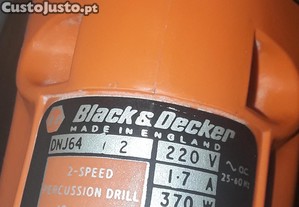 CustoJusto.pt
Black & Decker
MADE IN ENGLAND
DNJ64 2 220 V
1·7 A
DC
25-60 Hz
2-SPEED
PERCUSSION DRILL
370 W